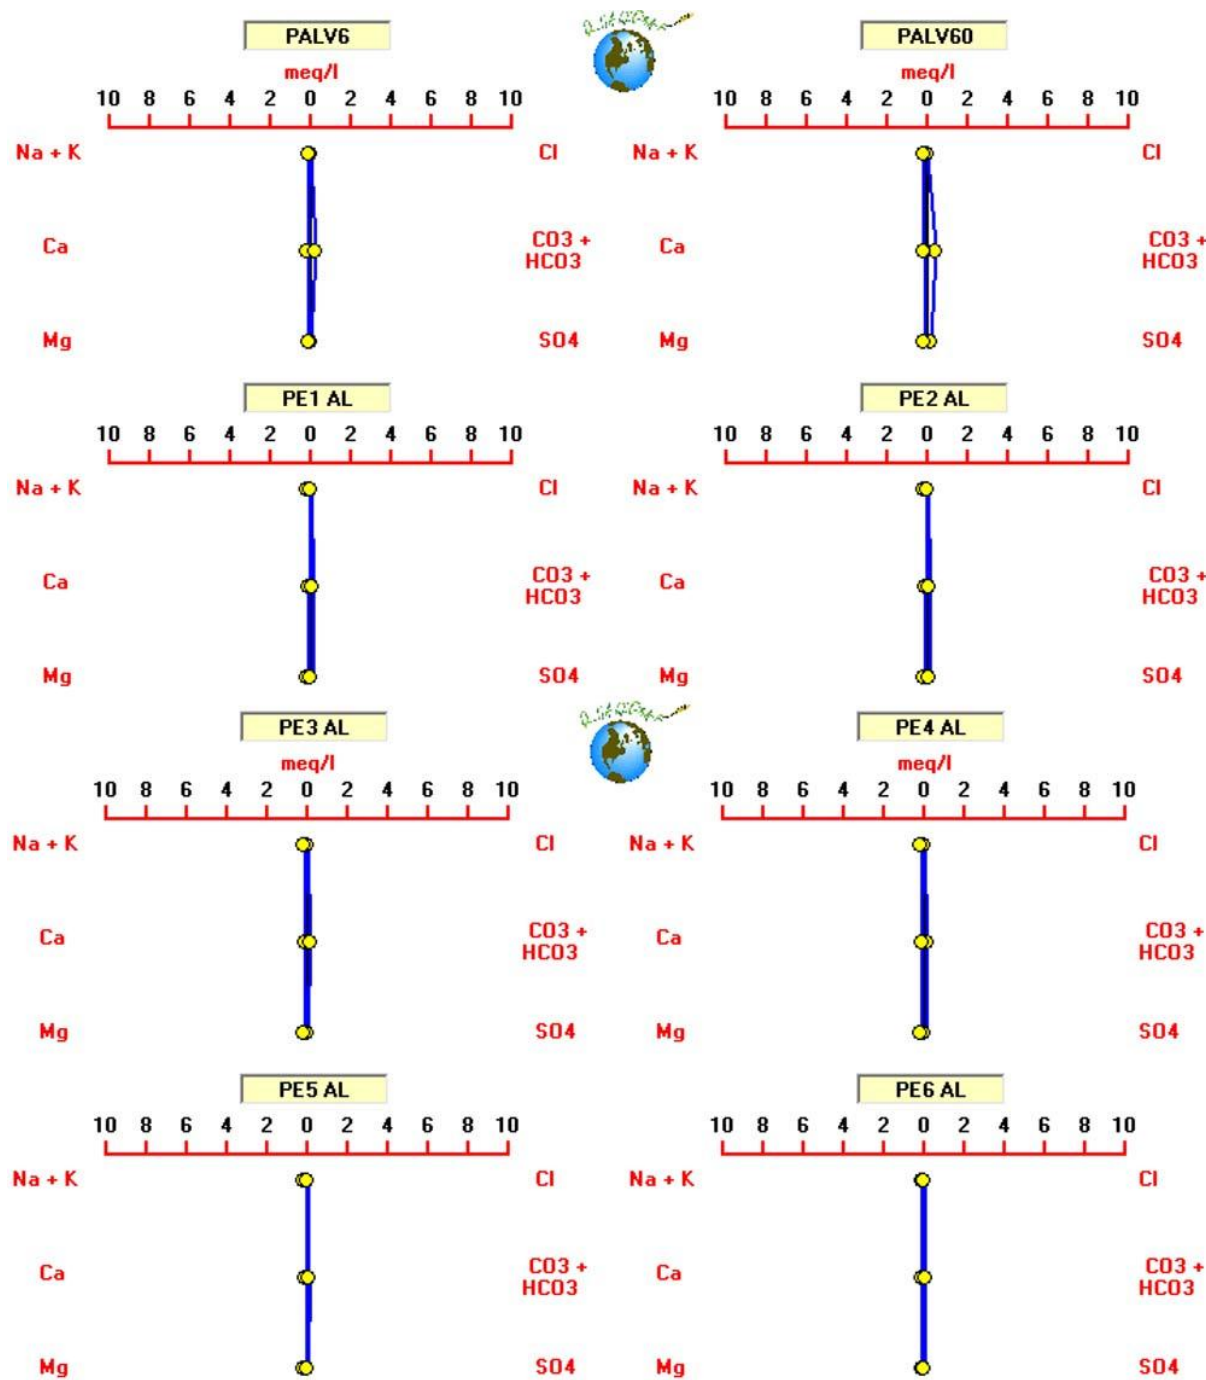 PALV6 PALV60
meq/l meq/l
10 8 6 4 2 0 2 4 6 8 10 10 8 6 4 2 0 2 4 6 8 10
Na + K Cl Na + K Cl
Ca CO3 + Ca CO3 +
HCO3 HCO3
Mg SO4 Mg SO4
PE1 AL PE2 AL
10 8 6 4 2 0 2 4 6 8 10 10 8 6 4 2 0 2 4 6 8 10
Na + K Cl Na + K Cl
Ca CO3 + Ca CO3 +
HCO3 HCO3
Mg SO4 Mg SO4
PE3 AL PE4 AL
meq/l meq/l
10 8 6 4 2 0 2 4 6 8 10 10 8 6 4 2 0 2 4 6 8 10
Na + K Cl Na + K Cl
Ca CO3 + Ca CO3 +
HCO3 HCO3
Mg SO4 Mg SO4
PE5 AL PE6 AL
10 8 6 4 2 0 2 4 6 8 10 10 8 6 4 2 0 2 4 6 8 10
Na + K Cl Na + K Cl
Ca CO3 + Ca CO3 +
HCO3 HCO3
Mg SO4 Mg SO4